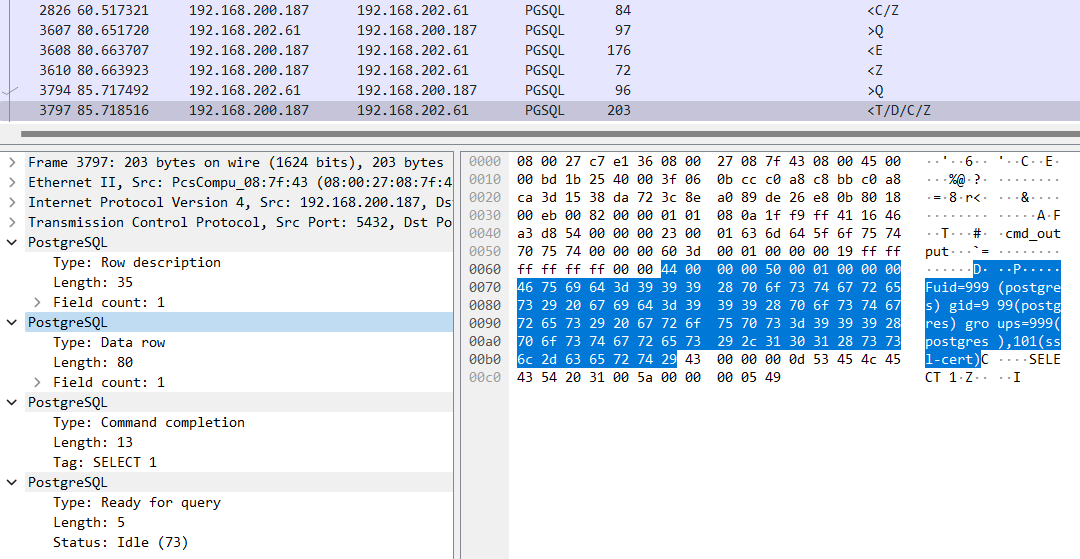 2826 60.517321 192.168.200.187 192.168.202.61 PGSQL 84 <C/Z
3607 80.651720 192.168.202.61 192.168.200.187 PGSQL 97 >Q
3608 80.663707 192.168.200.187 192.168.202.61 PGSQL 176 <E
3610 80.663923 192.168.200.187 192.168.202.61 PGSQL 72 <Z
3794 85.717492 192.168.202.61 192.168.200.187 PGSQL 96 >Q
3797 85.718516 192.168.200.187 192.168.202.61 PGSQL 203 <T/D/C/Z
Frame 3797: 203 bytes on wire (1624 bits), 203 bytes
Ethernet II, Src: PcsCompu_08:7f:43 (08:00:27:08:7f:4
Internet Protocol Version 4, Src: 192.168.200.187, Ds
Transmission Control Protocol, Src Port: 5432, Dst Po
PostgreSQL
Type: Row description
Length: 35
Field count: 1
PostgreSQL
Type: Data row
Length: 80
Field count: 1
PostgreSQL
Type: Command completion
Length: 13
Tag: SELECT 1
PostgreSQL
Type: Ready for query
Length: 5
Status: Idle (73)
0000 08 00 27 c7 e1 36 08 00 27 08 7f 43 08 00 45 00 ··'··6·· '··C··E·
0010 00 bd 1b 25 40 00 3f 06 0b cc c0 a8 c8 bb c0 a8 ···%@·?· ········
0020 ca 3d 15 38 da 72 3c 8e a0 89 de 26 e8 0b 80 18 ·=·8·r<· ···&····
0030 00 eb 00 82 00 00 01 01 08 0a 1f f9 ff 41 16 46 ········ ·····A·F
0040 a3 d8 54 00 00 00 23 00 01 63 6d 64 5f 6f 75 74 ··T···#· ·cmd_out
0050 70 75 74 00 00 00 60 3d 00 01 00 00 00 19 ff ff put···`= ········
0060 ff ff ff ff 00 00 44 00 00 00 50 00 01 00 00 00 ······D· ··P·····
0070 46 75 69 64 3d 39 39 39 28 70 6f 73 74 67 72 65 Fuid=999 (postgre
0080 73 29 20 67 69 64 3d 39 39 39 28 70 6f 73 74 67 s) gid=9 99(postg
0090 72 65 73 29 20 67 72 6f 75 70 73 3d 39 39 39 28 res) gro ups=999(
00a0 70 6f 73 74 67 72 65 73 29 2c 31 30 31 28 73 73 postgres ),101(ss
00b0 6c 2d 63 65 72 74 29 43 00 00 00 0d 53 45 4c 45 l-cert)C ····SELE
00c0 43 54 20 31 00 5a 00 00 00 05 49 CT 1·Z·· ··I